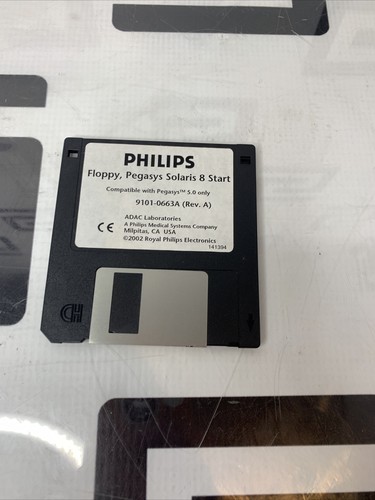 PHILIPS
Floppy, Pegasys Solaris 8 Start
Compatible with Pegasys™ 5.0 only
9101-0663A (Rev. A)
ADAC Laboratories
CE A Philips Medical Systems Company
Milpitas, CA USA
©2002 Royal Philips Electronics
141394